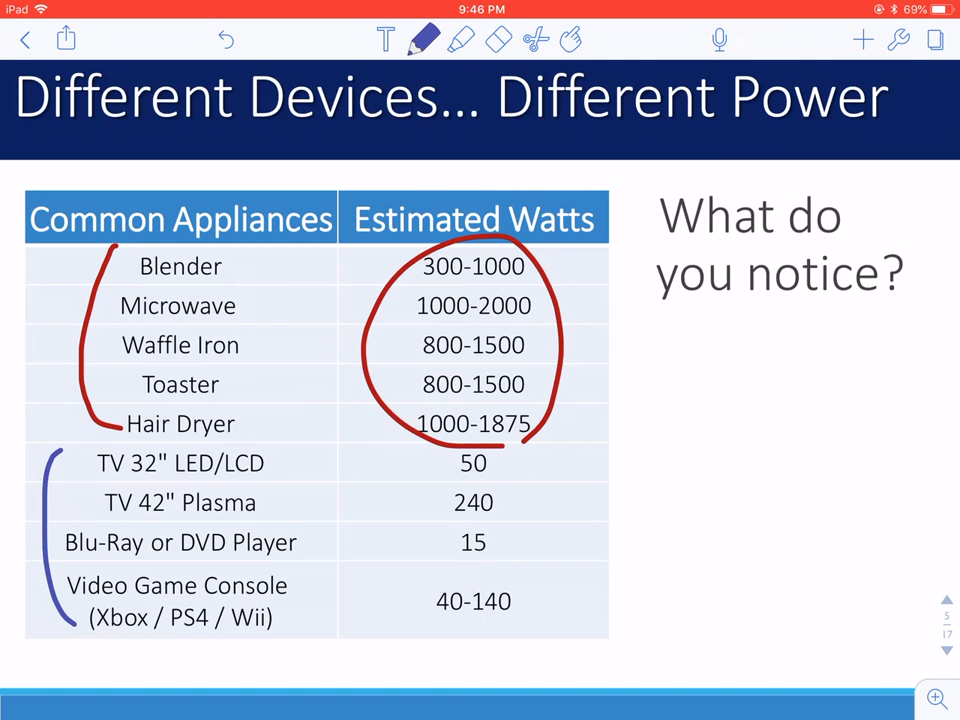 iPad
9:46 PM
69%
Different Devices... Different Power
Common Appliances Estimated Watts
Blender 300-1000
Microwave 1000-2000
Waffle Iron 800-1500
Toaster 800-1500
Hair Dryer 1000-1875
TV 32" LED/LCD 50
TV 42" Plasma 240
Blu-Ray or DVD Player 15
Video Game Console
(Xbox / PS4 / Wii) 40-140
What do
you notice?
5
17